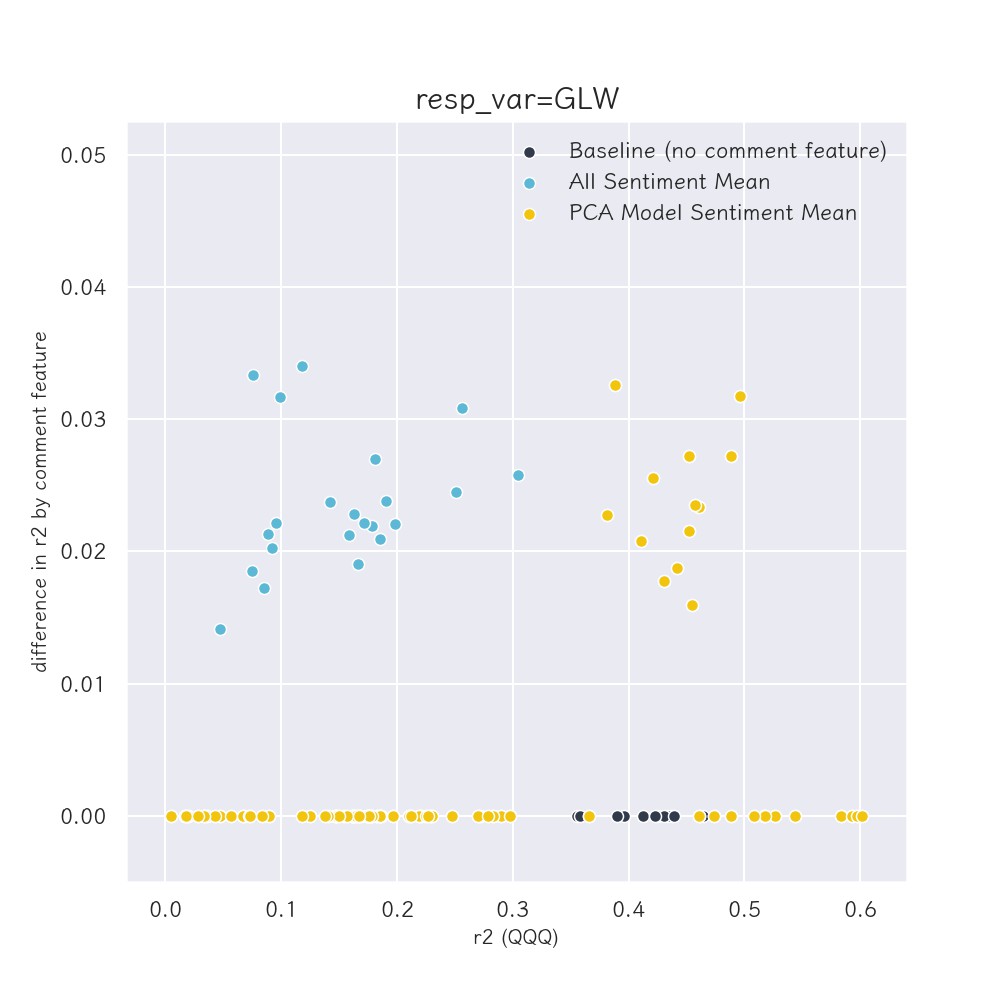 resp_var=GLW
Baseline (no comment feature)
All Sentiment Mean
PCA Model Sentiment Mean
difference in r2 by comment feature
0.05
0.04
0.03
0.02
0.01
0.00
0.0 0.1 0.2 0.3 0.4 0.5 0.6
r2 (QQQ)